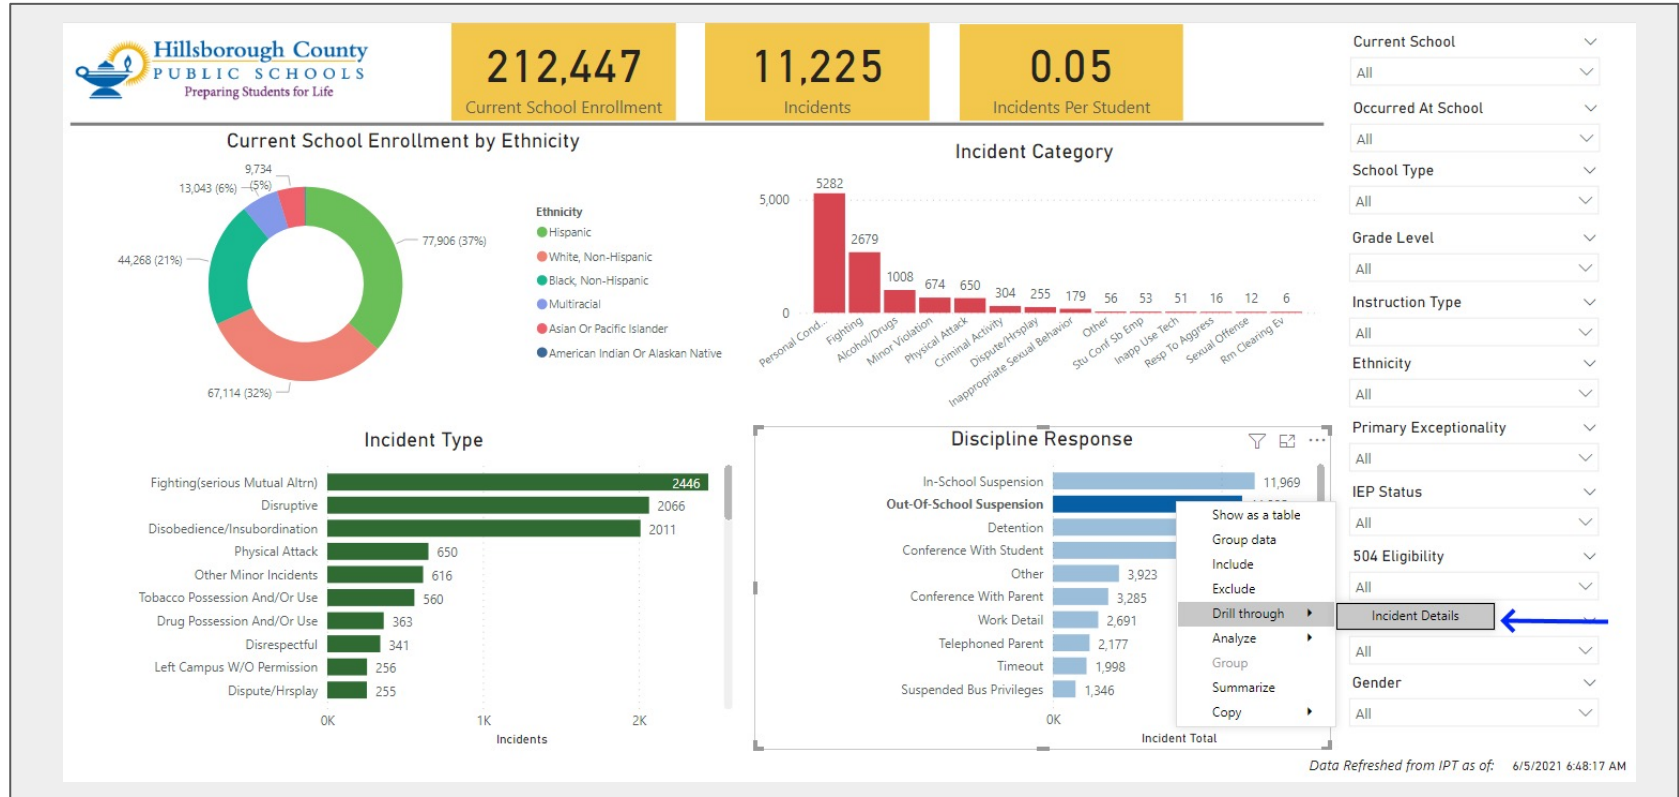 Hillsborough County
PUBLIC SCHOOLS
Preparing Students for Life
212,447
Current School Enrollment
11,225
Incidents
0.05
Incidents Per Student
Current School Enrollment by Ethnicity
9,734
(5%)
13,043 (6%)
77,906 (37%)
44,268 (21%)
67,114 (32%)
Ethnicity
Hispanic
White, Non-Hispanic
Black, Non-Hispanic
Multiracial
Asian Or Pacific Islander
American Indian Or Alaskan Native
Incident Category
5,000
0
5282
2679
1008
674
650
304
255
179
56
53
51
16
12
6
Personal Cond...
Fighting
Alcohol/Drugs
Minor Violation
Physical Attack
Criminal Activity
Dispute/Hrsplay
Inappropriate Sexual Behavior
Other
Stu Conf Sb Emp
Inapp Use Tech
Resp To Aggress
Sexual Offense
Rm Clearing Ev
Incident Type
Fighting(serious Mutual Altrn) 2446
Disruptive 2066
Disobedience/Insubordination 2011
Physical Attack 650
Other Minor Incidents 616
Tobacco Possession And/Or Use 560
Drug Possession And/Or Use 363
Disrespectful 341
Left Campus W/O Permission 256
Dispute/Hrsplay 255
0K 1K 2K
Incidents
Discipline Response
In-School Suspension 11,969
Out-Of-School Suspension
Detention
Conference With Student
Other 3,923
Conference With Parent 3,285
Work Detail 2,691
Telephoned Parent 2,177
Timeout 1,998
Suspended Bus Privileges 1,346
0K
Incident Total
Show as a table
Group data
Include
Exclude
Drill through
Analyze
Group
Summarize
Copy
Incident Details
Current School
All
Occurred At School
All
School Type
All
Grade Level
All
Instruction Type
All
Ethnicity
All
Primary Exceptionality
All
IEP Status
All
504 Eligibility
All
All
Gender
All
Data Refreshed from IPT as of: 6/5/2021 6:48:17 AM